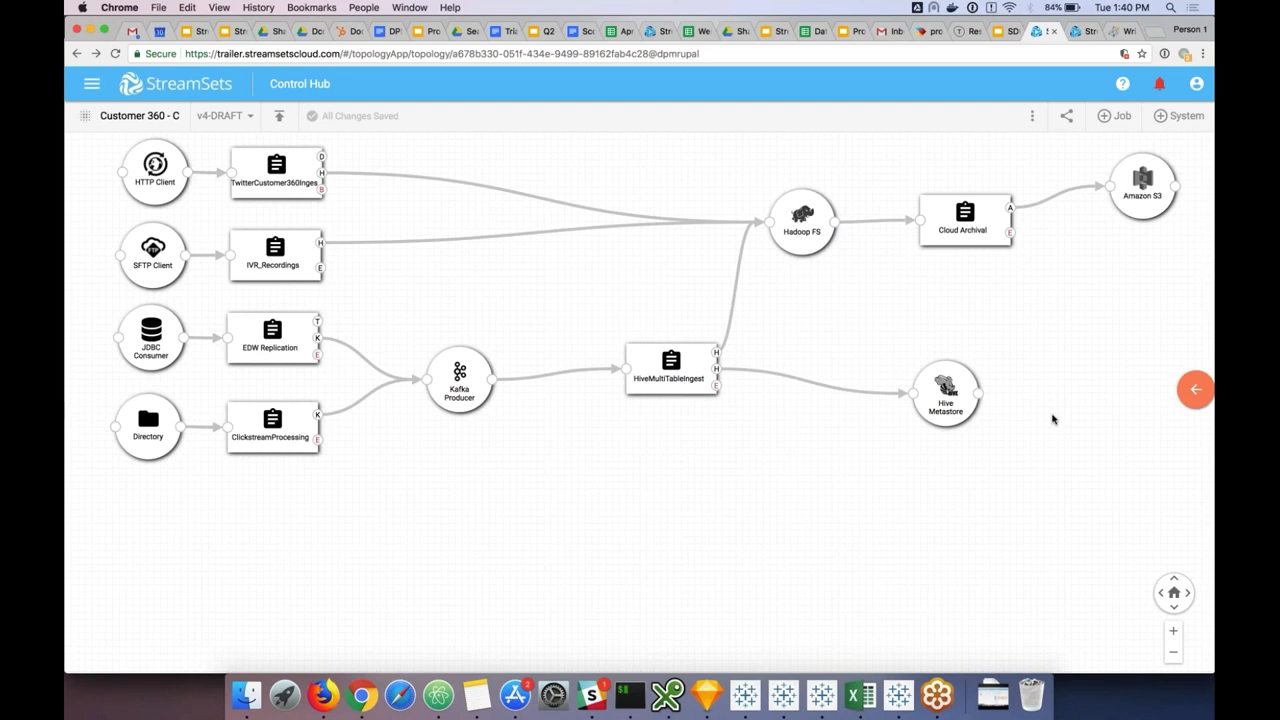 Chrome File Edit View History Bookmarks People Window Help 84% Tue 1:40 PM
Person 1
Secure https://trailer.streamsetscloud.com/#/topologyApp/topology/a678b330-051f-434e-9499-89162fab4c28@dpmrupal
StreamSets Control Hub
Customer 360 - C v4-DRAFT All Changes Saved Job System
HTTP Client
TwitterCustomer360Inges
D
H
B
SFTP Client
IVR_Recordings
H
E
JDBC
Consumer
EDW Replication
T
K
E
Directory
ClickstreamProcessing
K
E
Kafka
Producer
HiveMultiTableIngest
H
H
E
Hadoop FS
Cloud Archival
A
E
Amazon S3
Hive
Metastore